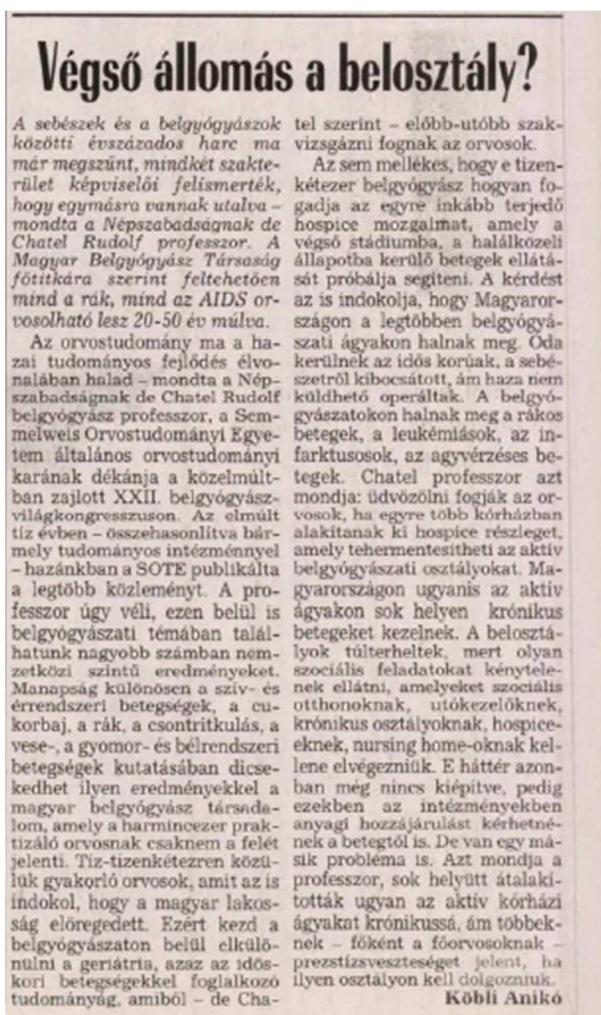 Végső állomás a belosztály?
A sebészek és a belgyógyászok
közötti évszázados harc ma
már megszűnt, mindkét szakte-
rület képviselői felismerték,
hogy egymásra vannak utalva –
mondta a Népszabadságnak de
Chatel Rudolf professzor. A
Magyar Belgyógyász Társaság
főtitkára szerint feltehetően
mind a rák, mind az AIDS or-
vosolható lesz 20-50 év múlva.
Az orvostudomány ma a ha-
zai tudományos fejlődés élvo-
nalában halad – mondta a Nép-
szabadságnak de Chatel Rudolf
belgyógyász professzor, a Sem-
melweis Orvostudományi Egye-
tem általános orvostudományi
karának dékánja a közelmúlt-
ban zajlott XXII. belgyógyász-
világkongresszuson. Az elmúlt
tíz évben – összehasonlítva bár-
mely tudományos intézménnyel
– hazánkban a SOTE publikálta
a legtöbb közleményt. A pro-
fesszor úgy véli, ezen belül is
belgyógyászati témában talál-
hatunk nagyobb számban nem-
zetközi szintű eredményeket.
Manapság különösen a szív- és
érrendszeri betegségek, a cu-
korbaj, a rák, a csontritkulás, a
vese-, a gyomor- és bélrendszeri
betegségek kutatásában dicse-
kedhet ilyen eredményekkel a
magyar belgyógyász társada-
lom, amely a harmincezer prak-
tizáló orvosnak csaknem a felét
jelenti. Tíz-tizenkétezren közü-
lük gyakorló orvosok, amit az is
indokol, hogy a magyar lakos-
ság elöregedett. Ezért kezd a
belgyógyászaton belül elkülö-
nülni a geriátria, azaz az idős-
kori betegségekkel foglalkozó
tudományág, amiből – de Cha-
tel szerint – előbb-utóbb szak-
vizsgázni fognak az orvosok.
Az sem mellékes, hogy e tizen-
kétezer belgyógyász hogyan fo-
gadja az egyre inkább terjedő
hospice mozgalmat, amely a
végső stádiumba, a halálközeli
állapotba kerülő betegek ellátá-
sát próbálja segíteni. A kérdést
az is indokolja, hogy Magyaror-
szágon a legtöbben belgyógyá-
szati ágyakon halnak meg. Oda
kerülnek az idős korúak, a sebé-
szetről kibocsátott, ám haza nem
küldhető operáltak. A belgyó-
gyászatokon halnak meg a rákos
betegek, a leukémiások, az in-
farktusosok, az agyvérzéses be-
tegek. Chatel professzor azt
mondja: üdvözölni fogják az or-
vosok, ha egyre több kórházban
alakítanak ki hospice részleget,
amely tehermentesítheti az aktív
belgyógyászati osztályokat. Ma-
gyarországon ugyanis az aktív
ágyakon sok helyen krónikus
betegeket kezelnek. A belosztá-
lyok túlterheltek, mert olyan
szociális feladatokat kénytele-
nek ellátni, amelyeket szociális
otthonoknak, utókezelőknek,
krónikus osztályoknak, hospice-
eknek, nursing home-oknak kel-
lene elvégezniük. E háttér azon-
ban még nincs kiépítve, pedig
ezekben az intézményekben
anyagi hozzájárulást kérhetné-
nek a betegtől is. De van egy má-
sik probléma is. Azt mondja a
professzor, sok helyütt átalakí-
tották ugyan az aktív kórházi
ágyakat krónikussá, ám többek-
nek – főként a főorvosoknak –
prezstízsveszteséget jelent, ha
ilyen osztályon kell dolgozniuk.
Köbli Anikó